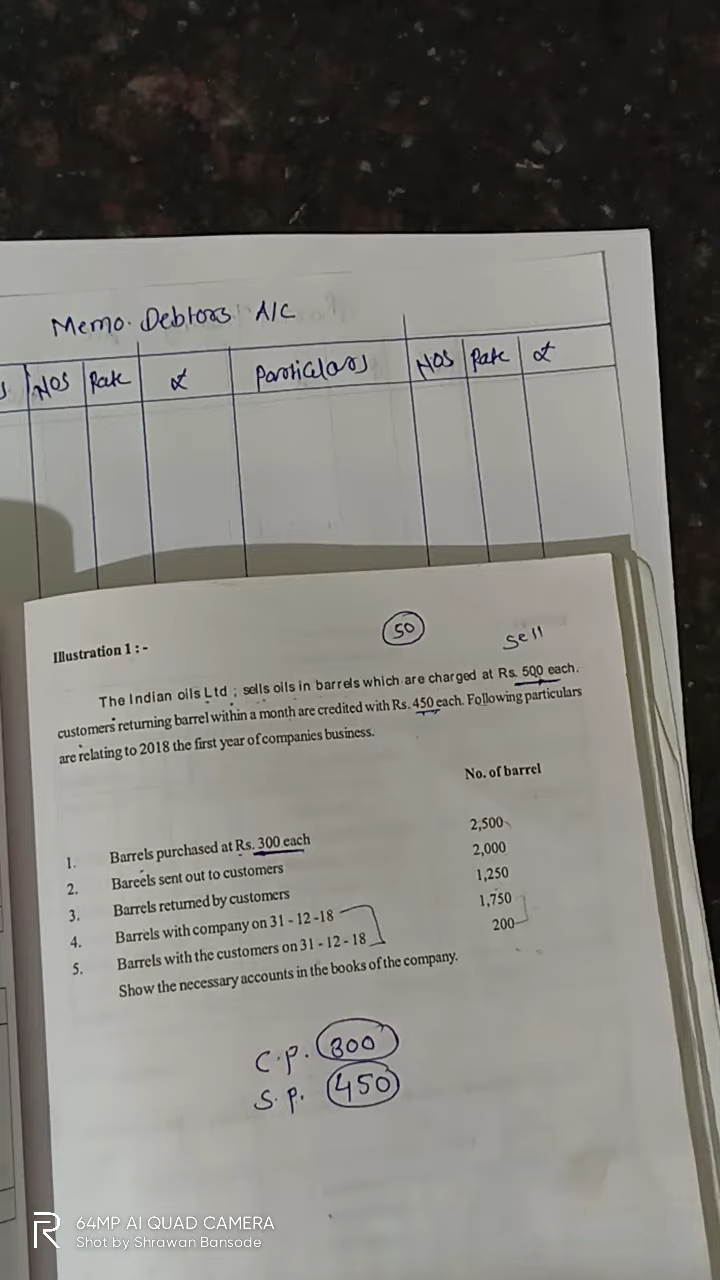 Memo. Debtors A/C
s NOS Rate ₹ Particulars NOS Rate ₹
50
sell
Illustration 1 : -
The Indian oils Ltd ; sells oils in barrels which are charged at Rs. 500 each.
customers returning barrel within a month are credited with Rs. 450 each. Following particulars
are relating to 2018 the first year of companies business.
No. of barrel
1. Barrels purchased at Rs. 300 each 2,500
2. Bareels sent out to customers 2,000
3. Barrels returned by customers 1,250
4. Barrels with company on 31 - 12 -18 1,750
5. Barrels with the customers on 31 - 12 - 18 200
Show the necessary accounts in the books of the company.
C.p. 300
S.p. 450
64MP AI QUAD CAMERA
Shot by Shrawan Bansode